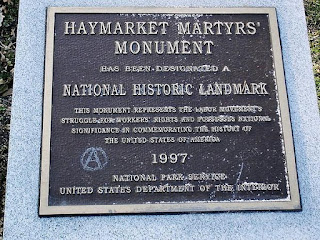 HAYMARKET MARTYRS'
MONUMENT
HAS BEEN DESIGNATED A
NATIONAL HISTORIC LANDMARK
THIS MONUMENT REPRESENTS THE LABOR MOVEMENT'S
STRUGGLE FOR WORKERS' RIGHTS AND POSSESSES NATIONAL
SIGNIFICANCE IN COMMEMORATING THE HISTORY OF
THE UNITED STATES OF AMERICA
1997
NATIONAL PARK SERVICE
UNITED STATES DEPARTMENT OF THE INTERIOR